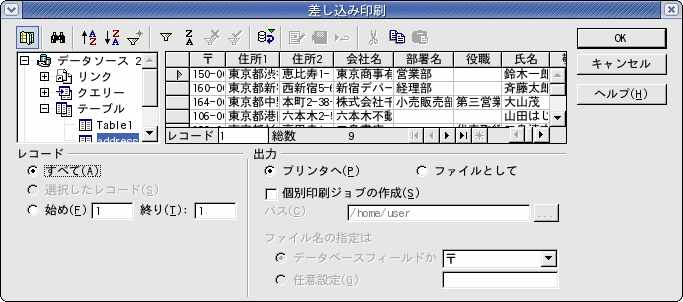 差し込み印刷
データソース 2
リンク
クエリー
テーブル
Table1
address
〒 住所1 住所2 会社名 部署名 役職 氏名
150-0 東京都渋 恵比寿1- 東京商事有 営業部 鈴木一郎
160-0 東京都新 西新宿5-6 新宿デパー 経理部 斉藤太郎
164-0 東京都中 本町2-38- 株式会社千 小売販売部 第三営業 大山茂
106-0 東京都港 六本木2- 六本木不動 山田はじ
レコード 1 総数 9
OK
キャンセル
ヘルプ(H)
レコード
すべて(A)
選択したレコード(S)
始め(F) 1 終り(T): 1
出力
プリンタへ(P) ファイルとして
個別印刷ジョブの作成(S)
パス(C) /home/user ...
ファイル名の指定は
データベースフィールドか 〒
任意設定(g)